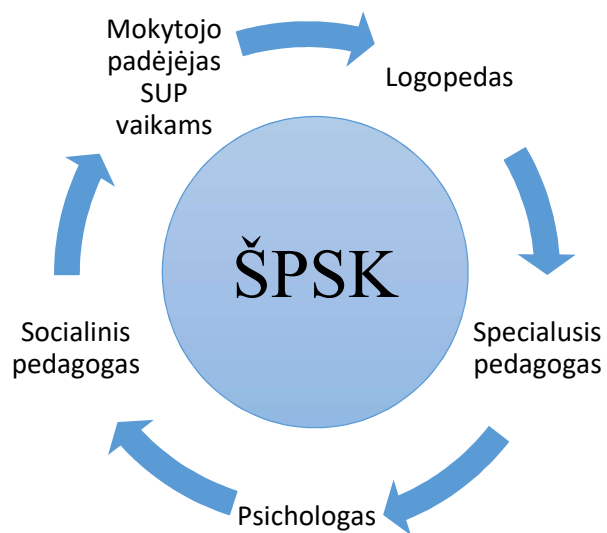 Mokytojo
padėjėjas
SUP
vaikams
Logopedas
Specialusis
pedagogas
Psichologas
Socialinis
pedagogas
ŠPSK